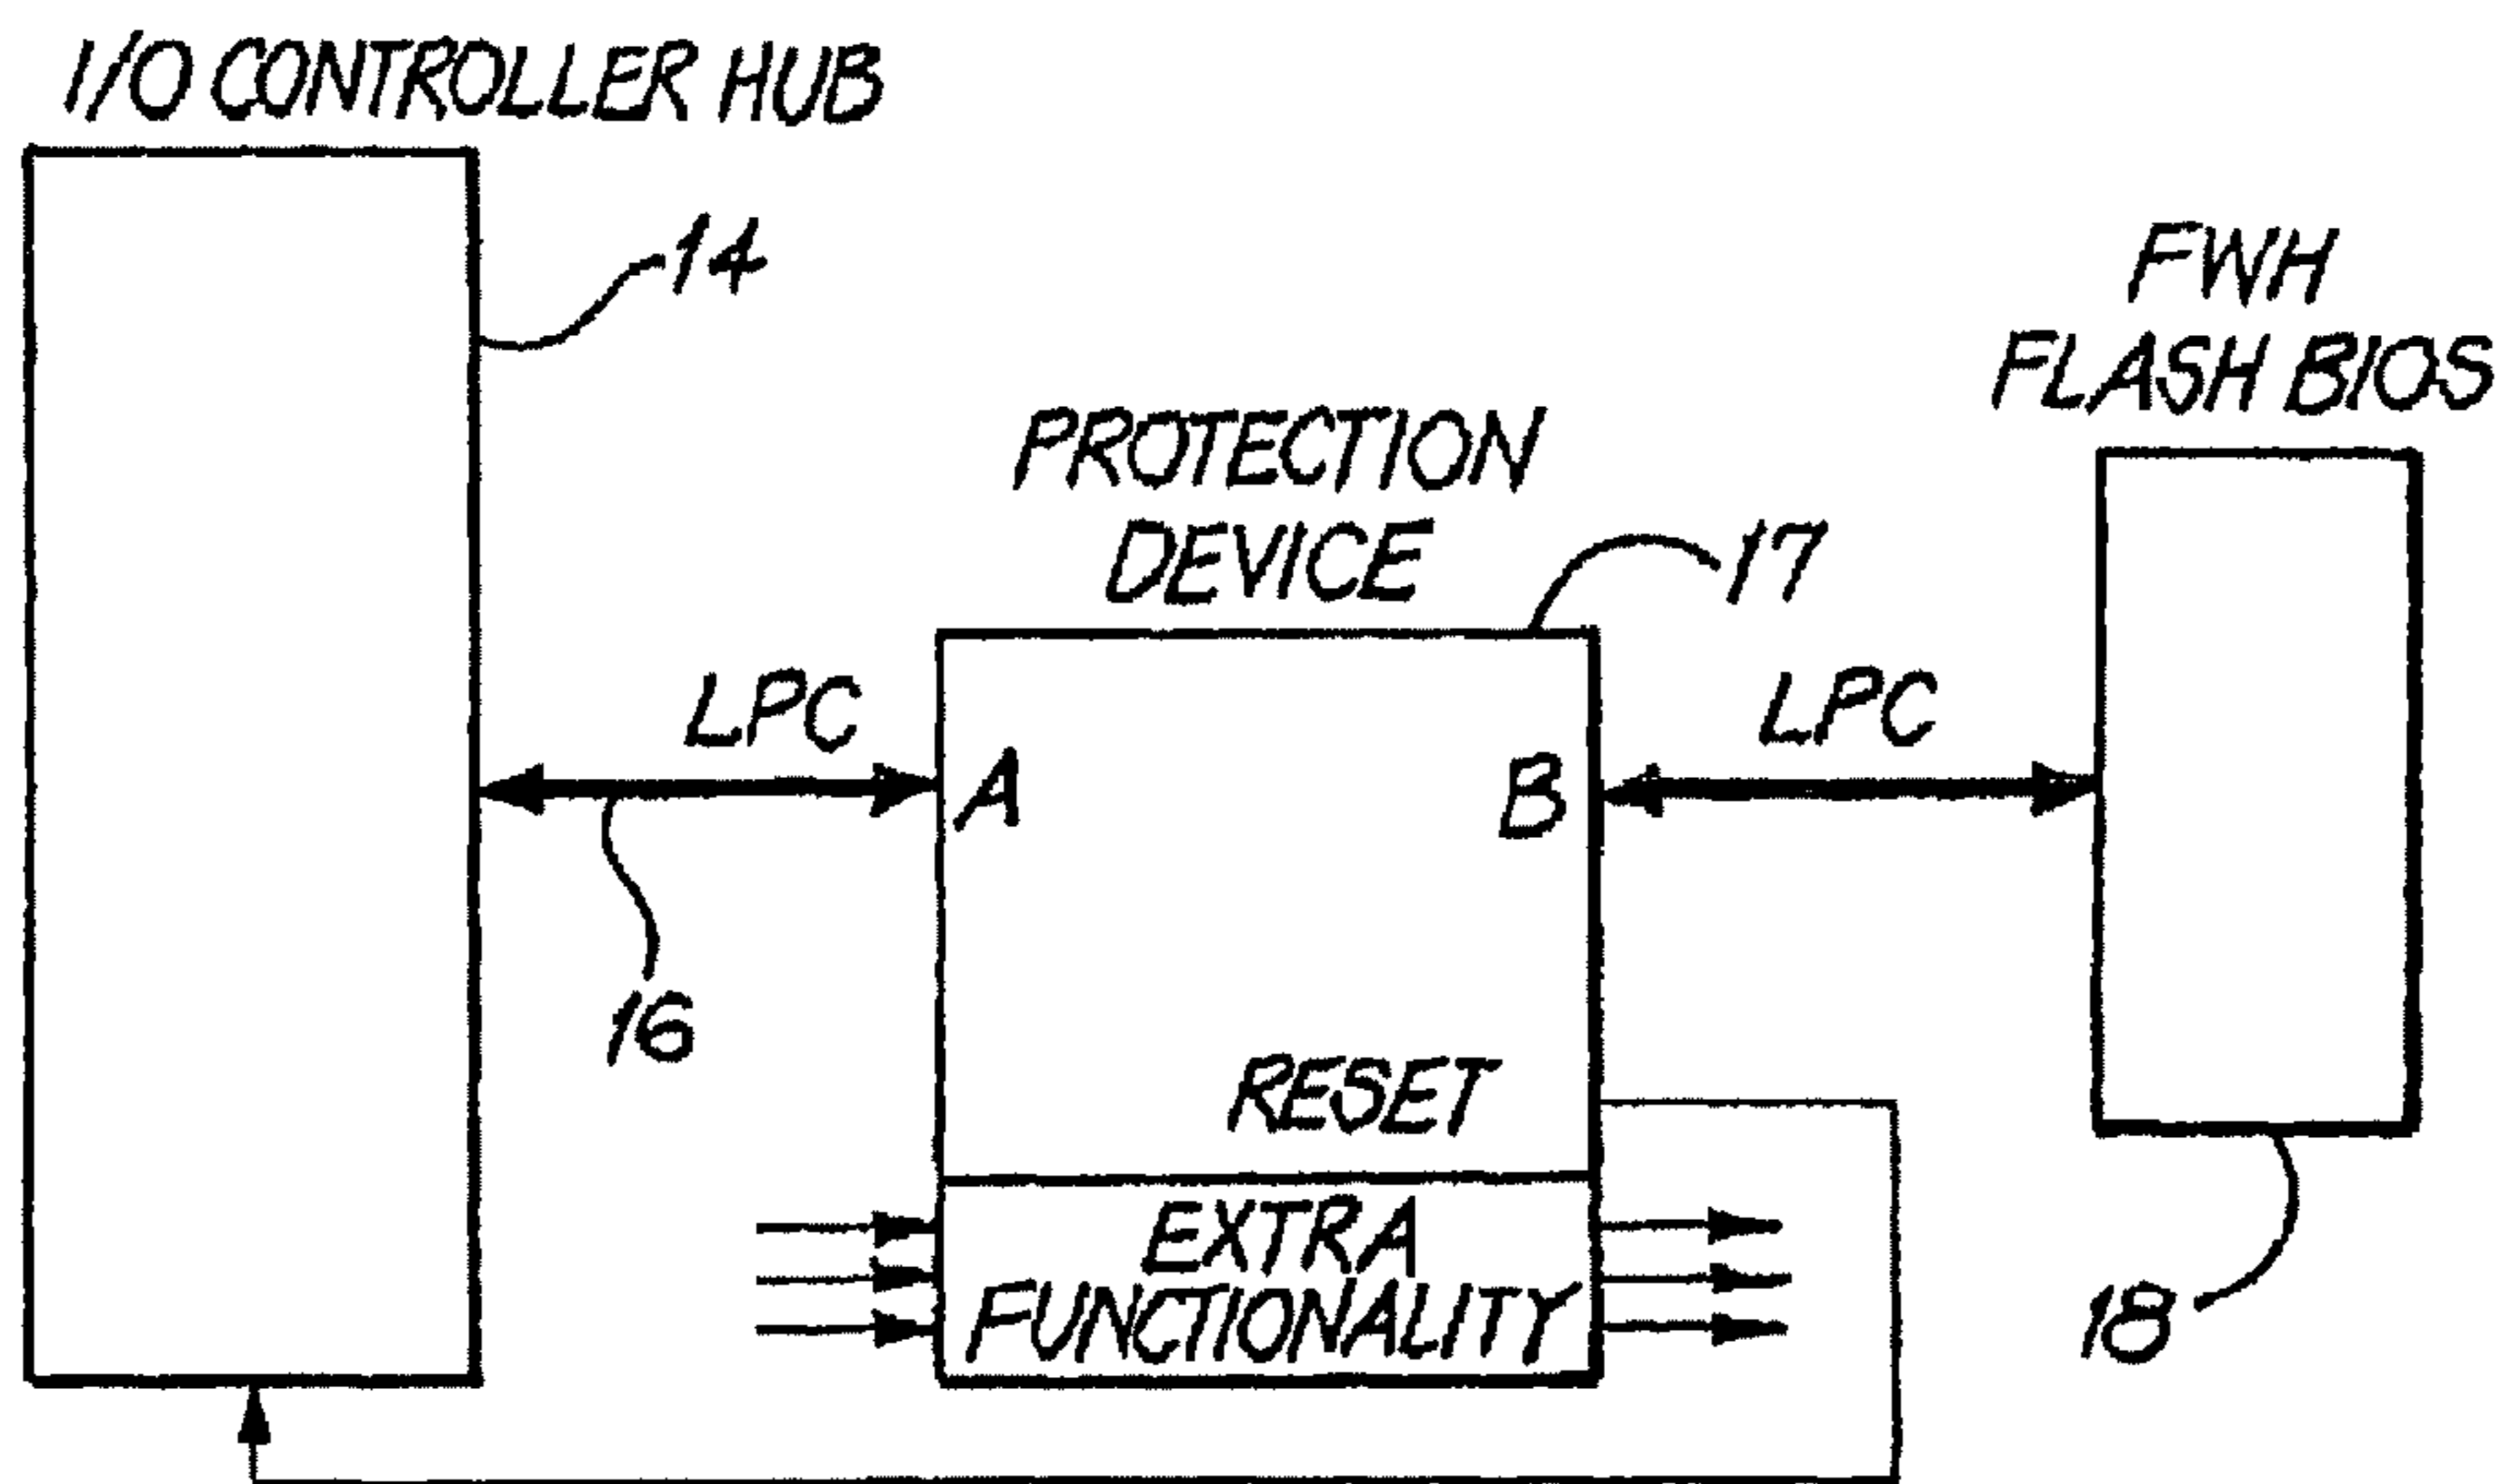 I/O CONTROLLER HUB
14
FWH
FLASH BIOS
PROTECTION
DEVICE
17
LPC
LPC
A
B
16
RESET
EXTRA
FUNCTIONALITY
18